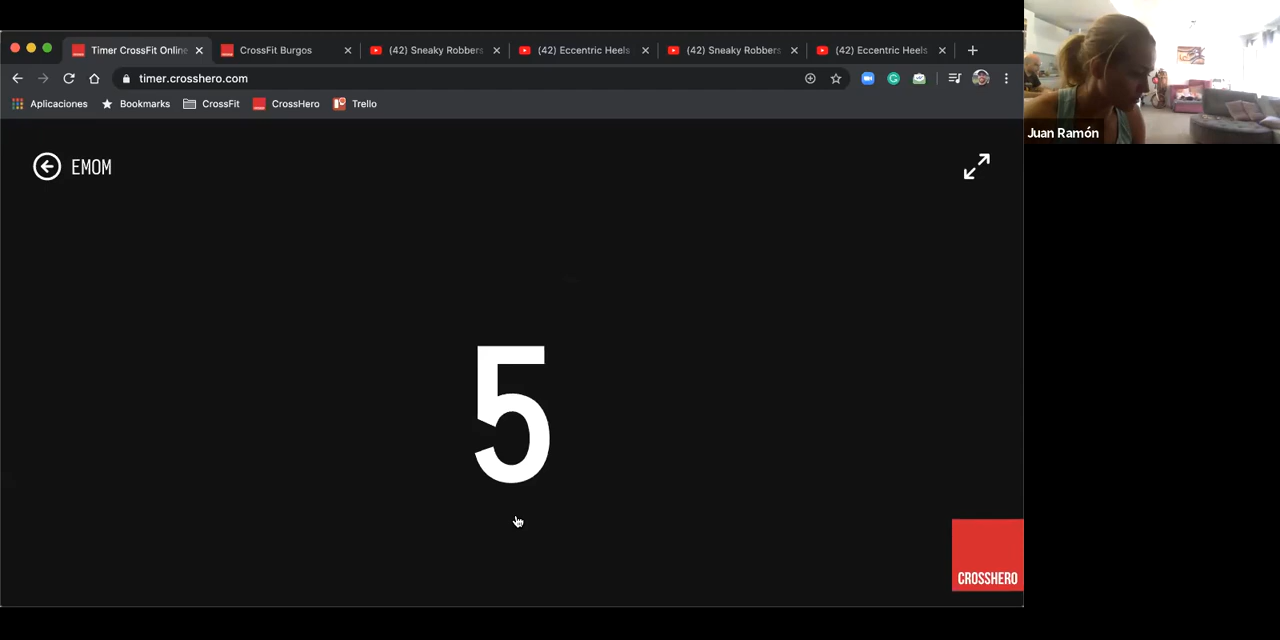 Timer CrossFit Online
CrossFit Burgos
(42) Sneaky Robbers
(42) Eccentric Heels
(42) Sneaky Robbers
(42) Eccentric Heels
timer.crosshero.com
Aplicaciones
Bookmarks
CrossFit
CrossHero
Trello
Juan Ramón
EMOM
5
CROSSHERO